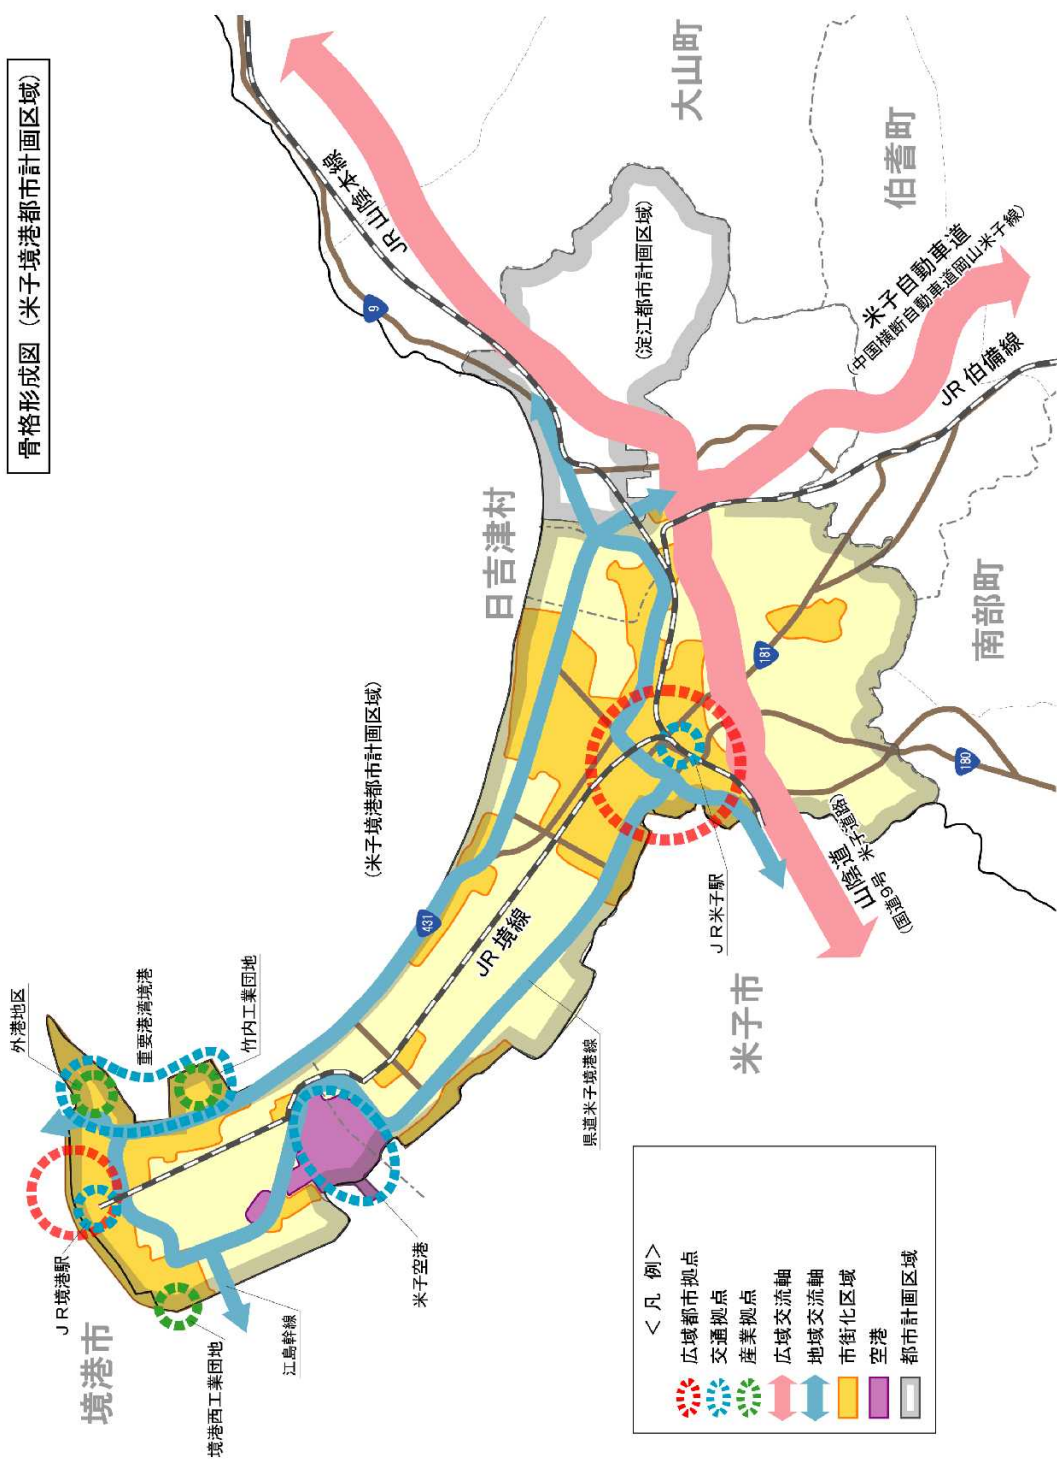 骨格形成図（米子境港都市計画区域）
大山町
伯耆町
JR山陰本線
9
（淀江都市計画区域）
米子自動車道
（中国横断自動車道岡山米子線）
JR伯備線
日吉津村
南部町
181
180
（米子境港都市計画区域）
431
JR境線
山陰道
（国道9号 米子道路）
JR米子駅
米子市
外港地区
重要港湾境港
竹内工業団地
県道米子境港線
米子空港
JR境港駅
境港市
江島幹線
境港西工業団地
＜凡 例＞
広域都市拠点
交通拠点
産業拠点
広域交流軸
地域交流軸
市街化区域
空港
都市計画区域